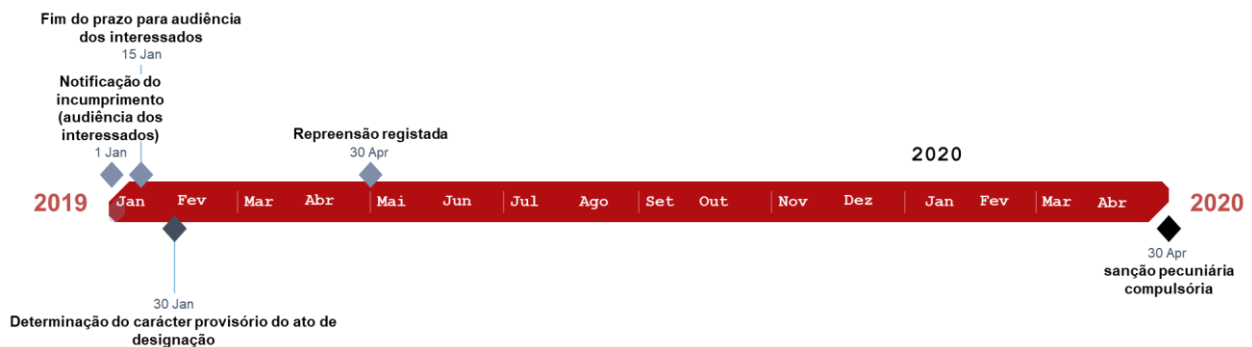 Fim do prazo para audiência
dos interessados
15 Jan
Notificação do
incumprimento
(audiência dos
interessados)
1 Jan
Repreensão registada
30 Apr
2020
2019
Jan Fev Mar Abr Mai Jun Jul Ago Set Out Nov Dez Jan Fev Mar Abr
2020
30 Apr
sanção pecuniária
compulsória
30 Jan
Determinação do carácter provisório do ato de
designação